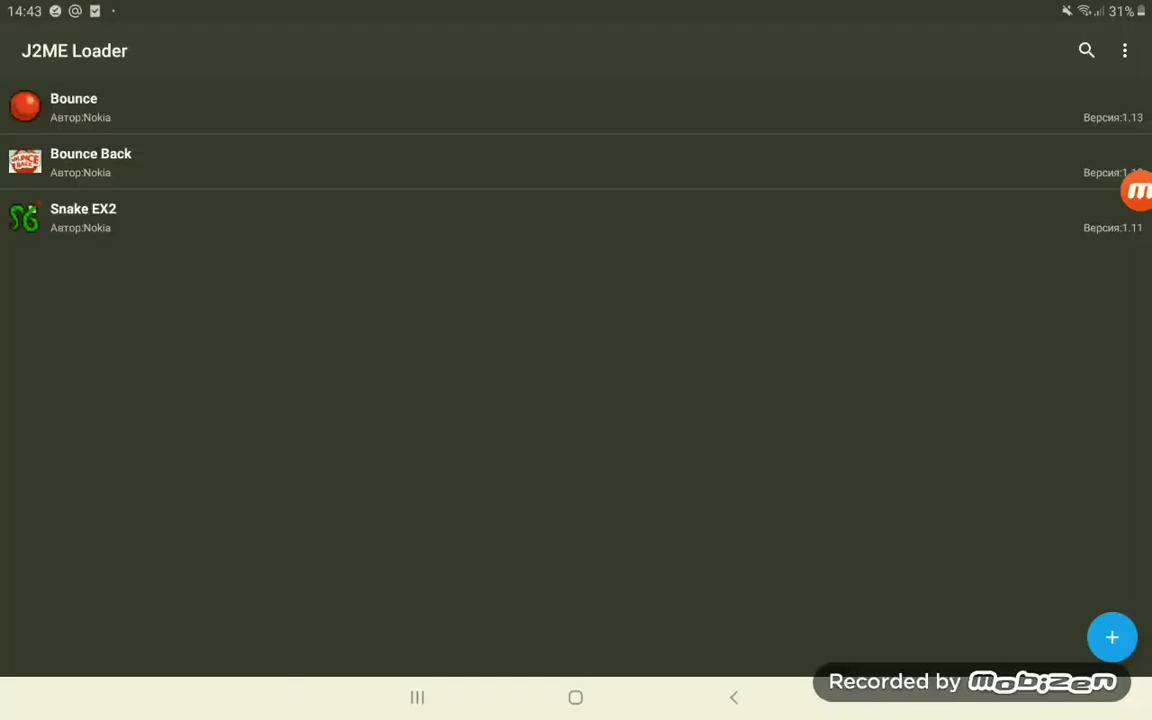 14:43
31%
J2ME Loader
Bounce
Автор:Nokia
Версия:1.13
Bounce Back
Автор:Nokia
Версия:
Snake EX2
Автор:Nokia
Версия:1.11
Recorded by mobizen